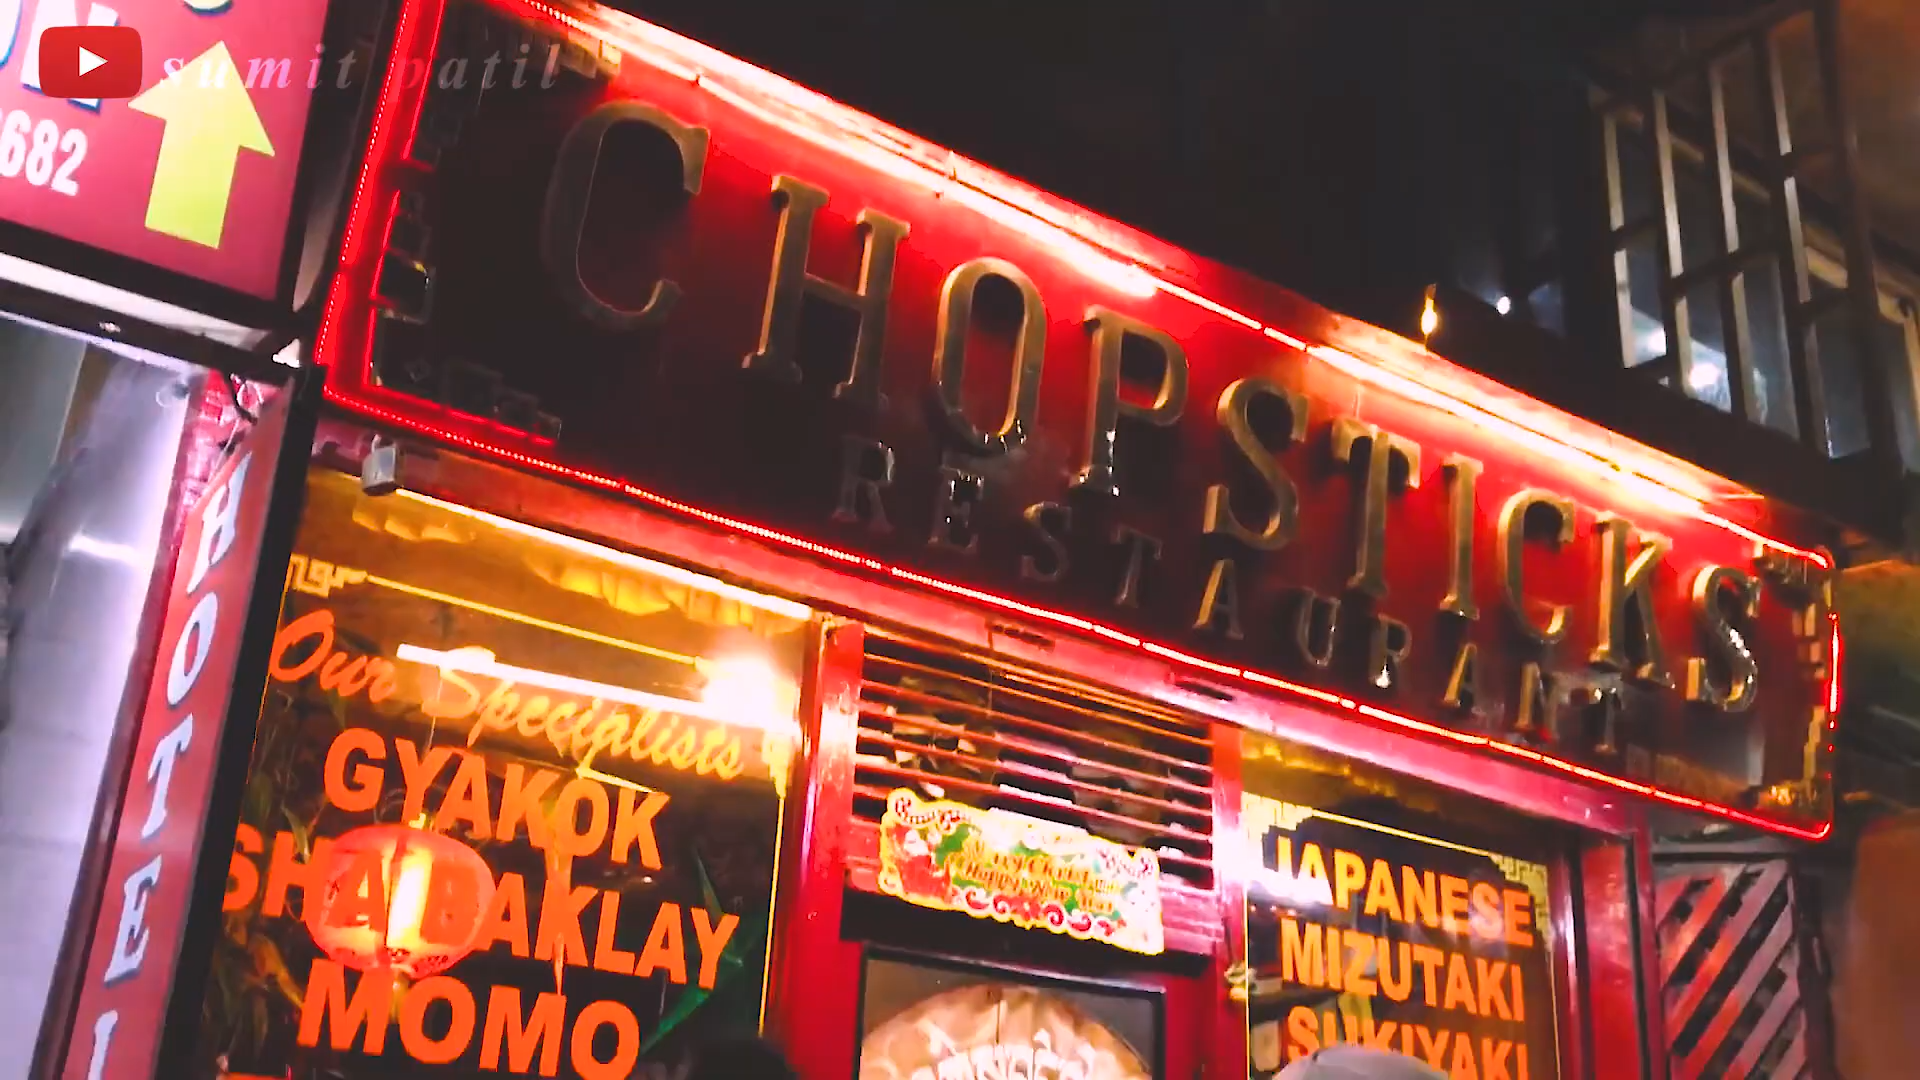 sumit patil
682
CHOPSTICKS
RESTAURANT
HOTEL
Our Specialists
GYAKOK
SHABAKLAY
MOMO
JAPANESE
MIZUTAKI
SUKIYAKI